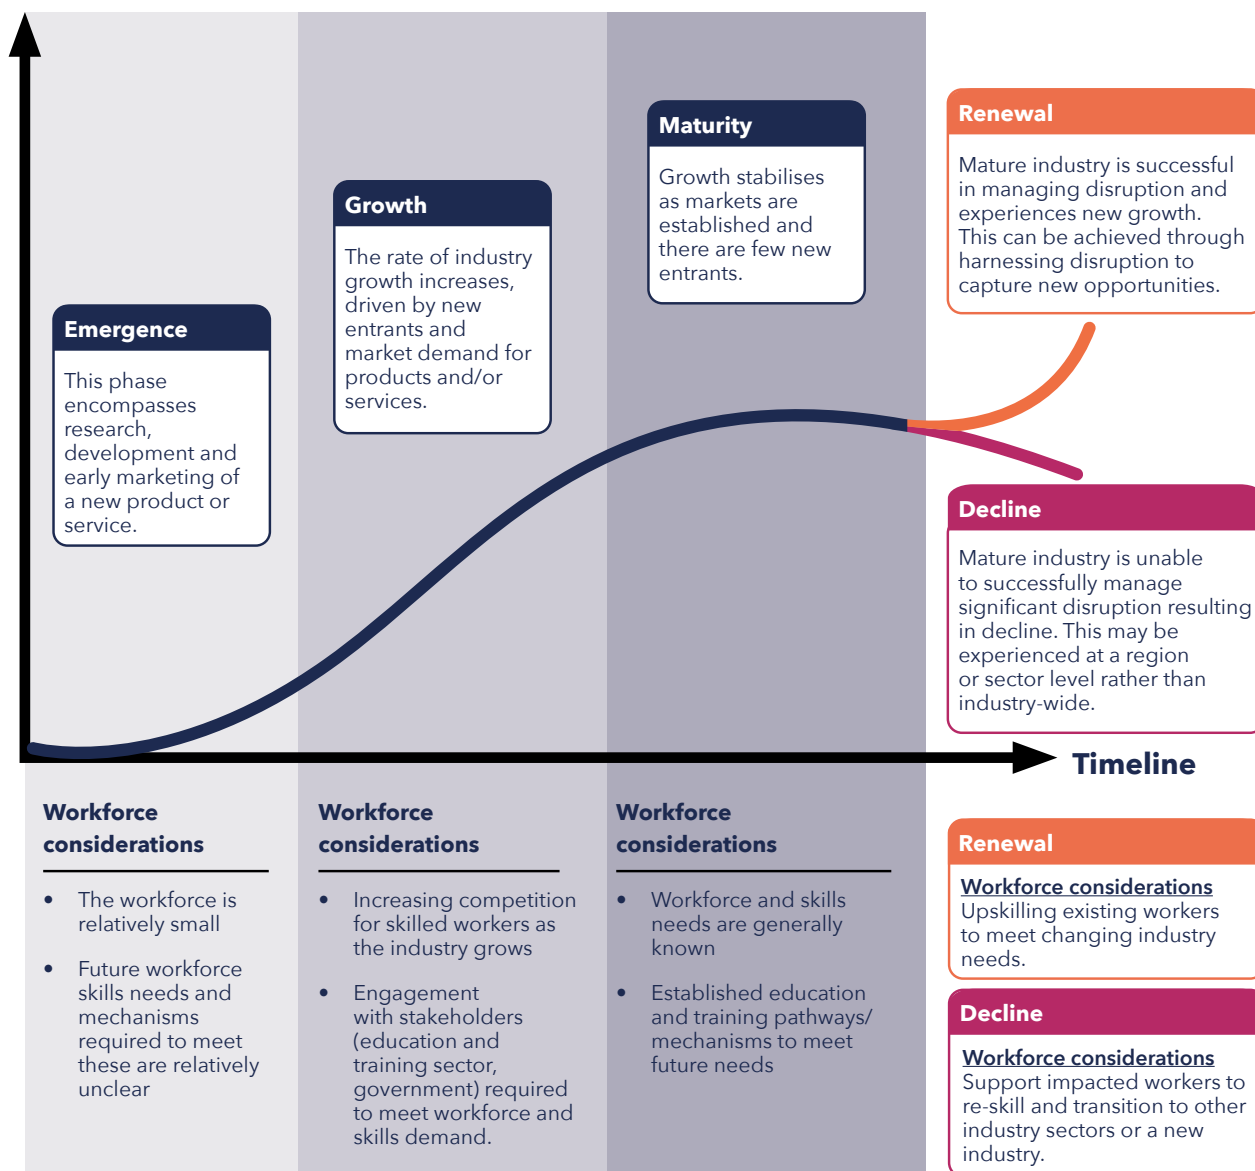 Emergence
This phase
encompasses
research,
development and
early marketing of
a new product or
service.
Growth
The rate of industry
growth increases,
driven by new
entrants and
market demand for
products and/or
services.
Maturity
Growth stabilises
as markets are
established and
there are few new
entrants.
Renewal
Mature industry is successful
in managing disruption and
experiences new growth.
This can be achieved through
harnessing disruption to
capture new opportunities.
Decline
Mature industry is unable
to successfully manage
significant disruption resulting
in decline. This may be
experienced at a region
or sector level rather than
industry-wide.
Timeline
Workforce
considerations
• The workforce is
relatively small
• Future workforce
skills needs and
mechanisms
required to meet
these are relatively
unclear
Workforce
considerations
• Increasing competition
for skilled workers as
the industry grows
• Engagement
with stakeholders
(education and
training sector,
government) required
to meet workforce and
skills demand.
Workforce
considerations
• Workforce and skills
needs are generally
known
• Established education
and training pathways/
mechanisms to meet
future needs
Renewal
Workforce considerations
Upskilling existing workers
to meet changing industry
needs.
Decline
Workforce considerations
Support impacted workers to
re-skill and transition to other
industry sectors or a new
industry.